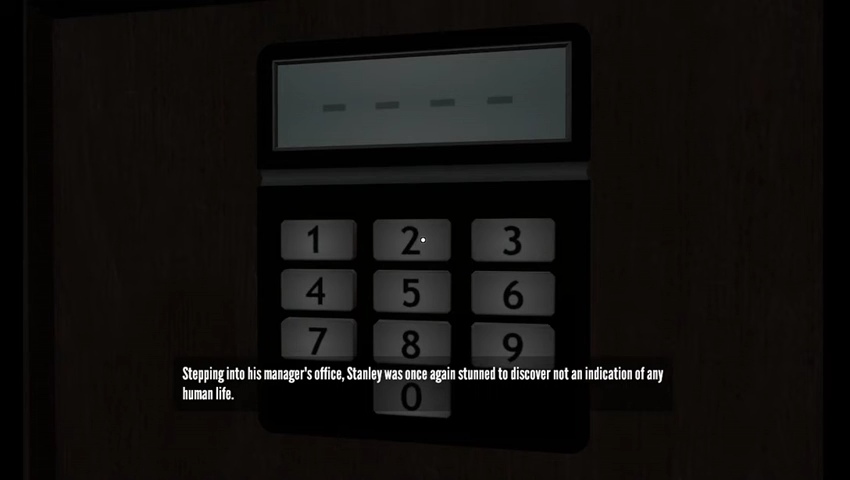 - - - -
1 2 3
4 5 6
7 8 9
0
Stepping into his manager's office, Stanley was once again stunned to discover not an indication of any
human life.